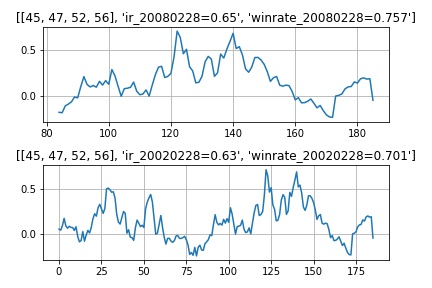 [[45, 47, 52, 56], 'ir_20080228=0.65', 'winrate_20080228=0.757']
0.5
0.0
80 100 120 140 160 180
[[45, 47, 52, 56], 'ir_20020228=0.63', 'winrate_20020228=0.701']
0.5
0.0
0 25 50 75 100 125 150 175